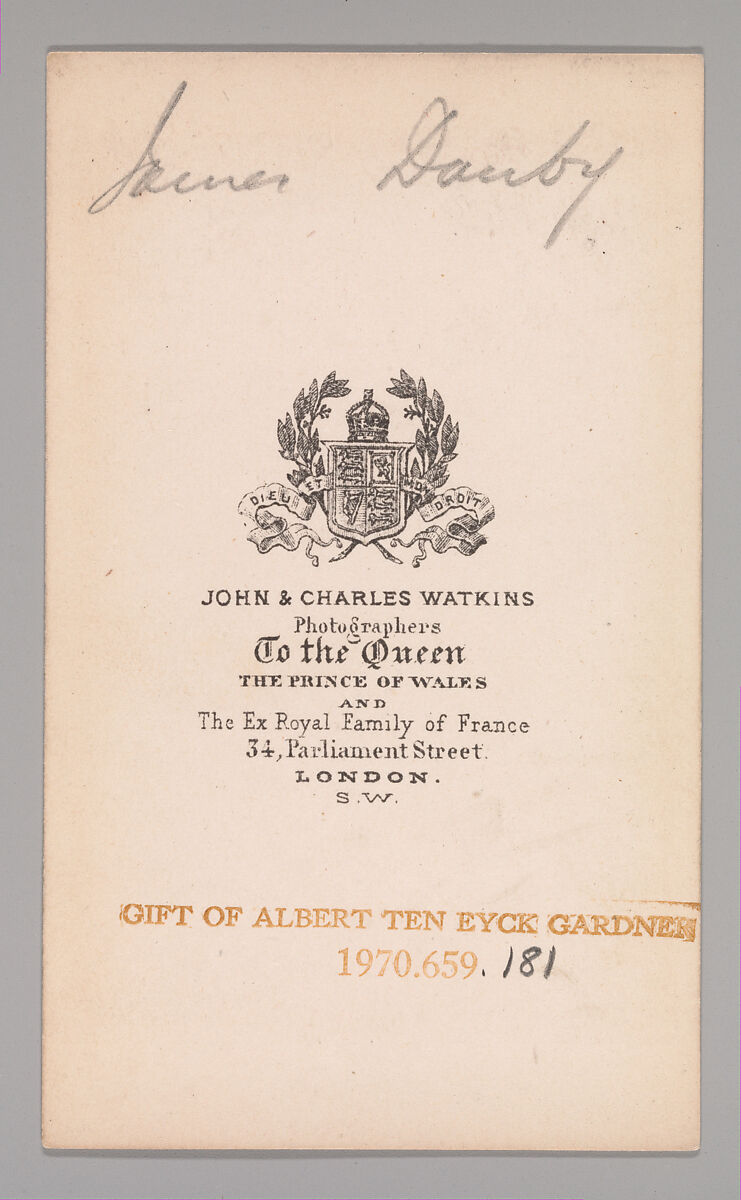 James Danby
DIEU ET MON DROIT
JOHN & CHARLES WATKINS
Photographers
To the Queen
THE PRINCE OF WALES
AND
The Ex Royal Family of France
34, Parliament Street.
LONDON.
S.W.
GIFT OF ALBERT TEN EYCK GARDNER
1970.659.181